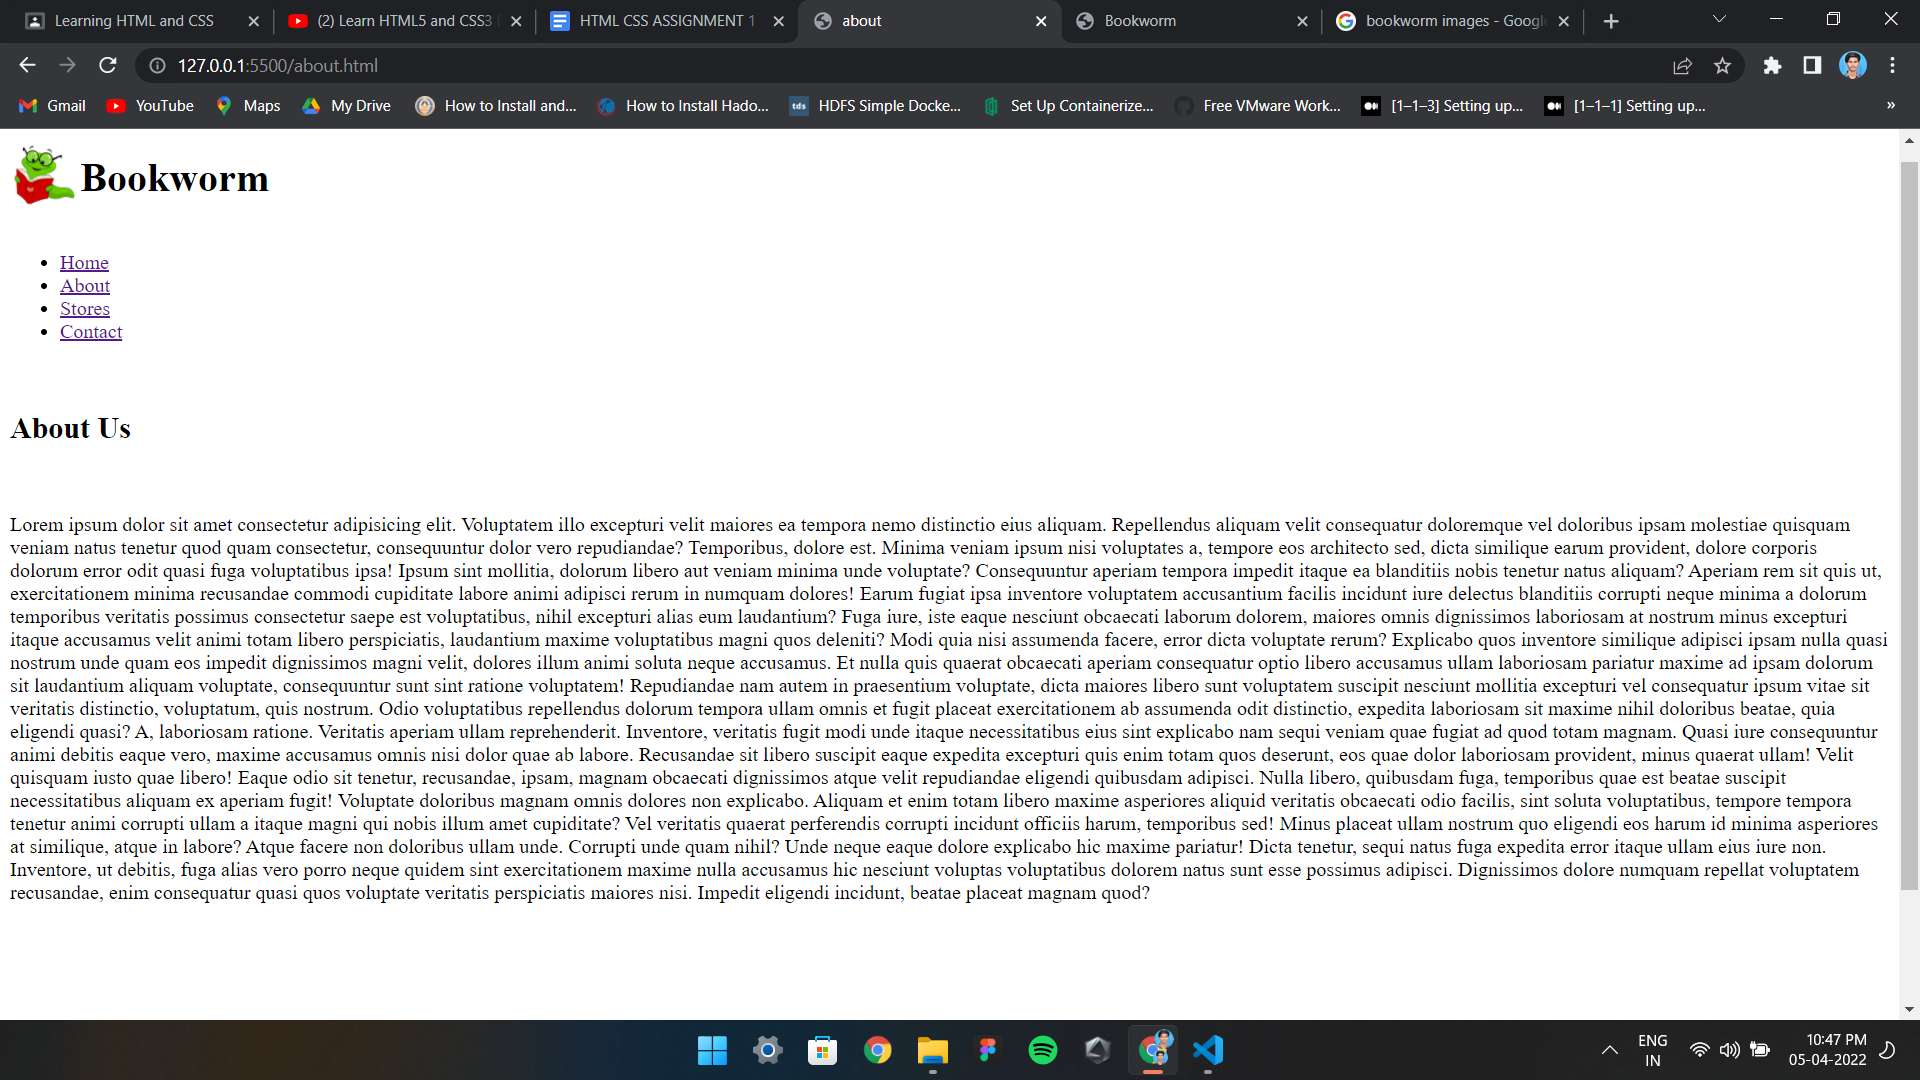 Learning HTML and CSS
(2) Learn HTML5 and CSS3
HTML CSS ASSIGNMENT 1
about
Bookworm
bookworm images - Google
127.0.0.1:5500/about.html
Gmail
YouTube
Maps
My Drive
How to Install and...
How to Install Hado...
tds
HDFS Simple Docke...
Set Up Containerize...
Free VMware Work...
[1–1–3] Setting up...
[1–1–1] Setting up...
»
Bookworm
Home
About
Stores
Contact
About Us
Lorem ipsum dolor sit amet consectetur adipisicing elit. Voluptatem illo excepturi velit maiores ea tempora nemo distinctio eius aliquam. Repellendus aliquam velit consequatur doloremque vel doloribus ipsam molestiae quisquam
veniam natus tenetur quod quam consectetur, consequuntur dolor vero repudiandae? Temporibus, dolore est. Minima veniam ipsum nisi voluptates a, tempore eos architecto sed, dicta similique earum provident, dolore corporis
dolorum error odit quasi fuga voluptatibus ipsa! Ipsum sint mollitia, dolorum libero aut veniam minima unde voluptate? Consequuntur aperiam tempora impedit itaque ea blanditiis nobis tenetur natus aliquam? Aperiam rem sit quis ut,
exercitationem minima recusandae commodi cupiditate labore animi adipisci rerum in numquam dolores! Earum fugiat ipsa inventore voluptatem accusantium facilis incidunt iure delectus blanditiis corrupti neque minima a dolorum
temporibus veritatis possimus consectetur saepe est voluptatibus, nihil excepturi alias eum laudantium? Fuga iure, iste eaque nesciunt obcaecati laborum dolorem, maiores omnis dignissimos laboriosam at nostrum minus excepturi
itaque accusamus velit animi totam libero perspiciatis, laudantium maxime voluptatibus magni quos deleniti? Modi quia nisi assumenda facere, error dicta voluptate rerum? Explicabo quos inventore similique adipisci ipsam nulla quasi
nostrum unde quam eos impedit dignissimos magni velit, dolores illum animi soluta neque accusamus. Et nulla quis quaerat obcaecati aperiam consequatur optio libero accusamus ullam laboriosam pariatur maxime ad ipsam dolorum
sit laudantium aliquam voluptate, consequuntur sunt sint ratione voluptatem! Repudiandae nam autem in praesentium voluptate, dicta maiores libero sunt voluptatem suscipit nesciunt mollitia excepturi vel consequatur ipsum vitae sit
veritatis distinctio, voluptatum, quis nostrum. Odio voluptatibus repellendus dolorum tempora ullam omnis et fugit placeat exercitationem ab assumenda odit distinctio, expedita laboriosam sit maxime nihil doloribus beatae, quia
eligendi quasi? A, laboriosam ratione. Veritatis aperiam ullam reprehenderit. Inventore, veritatis fugit modi unde itaque necessitatibus eius sint explicabo nam sequi veniam quae fugiat ad quod totam magnam. Quasi iure consequuntur
animi debitis eaque vero, maxime accusamus omnis nisi dolor quae ab labore. Recusandae sit libero suscipit eaque expedita excepturi quis enim totam quos deserunt, eos quae dolor laboriosam provident, minus quaerat ullam! Velit
quisquam iusto quae libero! Eaque odio sit tenetur, recusandae, ipsam, magnam obcaecati dignissimos atque velit repudiandae eligendi quibusdam adipisci. Nulla libero, quibusdam fuga, temporibus quae est beatae suscipit
necessitatibus aliquam ex aperiam fugit! Voluptate doloribus magnam omnis dolores non explicabo. Aliquam et enim totam libero maxime asperiores aliquid veritatis obcaecati odio facilis, sint soluta voluptatibus, tempore tempora
tenetur animi corrupti ullam a itaque magni qui nobis illum amet cupiditate? Vel veritatis quaerat perferendis corrupti incidunt officiis harum, temporibus sed! Minus placeat ullam nostrum quo eligendi eos harum id minima asperiores
at similique, atque in labore? Atque facere non doloribus ullam unde. Corrupti unde quam nihil? Unde neque eaque dolore explicabo hic maxime pariatur! Dicta tenetur, sequi natus fuga expedita error itaque ullam eius iure non.
Inventore, ut debitis, fuga alias vero porro neque quidem sint exercitationem maxime nulla accusamus hic nesciunt voluptas voluptatibus dolorem natus sunt esse possimus adipisci. Dignissimos dolore numquam repellat voluptatem
recusandae, enim consequatur quasi quos voluptate veritatis perspiciatis maiores nisi. Impedit eligendi incidunt, beatae placeat magnam quod?
ENG
IN
10:47 PM
05-04-2022